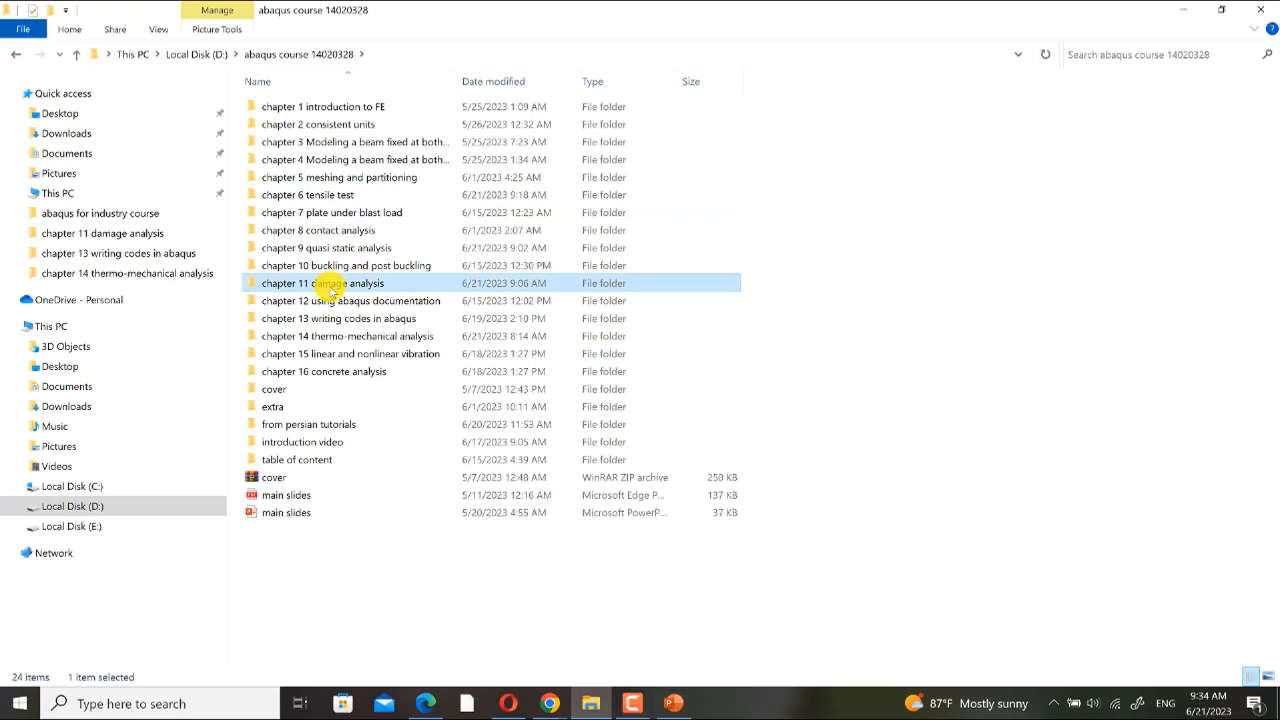 Manage
abaqus course 14020328
File
Home
Share
View
Picture Tools
?
This PC
Local Disk (D:)
abaqus course 14020328
Search abaqus course 14020328
Name
Date modified
Type
Size
Quick access
Desktop
Downloads
Documents
Pictures
This PC
abaqus for industry course
chapter 11 damage analysis
chapter 13 writing codes in abaqus
chapter 14 thermo-mechanical analysis
OneDrive - Personal
This PC
3D Objects
Desktop
Documents
Downloads
Music
Pictures
Videos
Local Disk (C:)
Local Disk (D:)
Local Disk (E:)
Network
chapter 1 introduction to FE 5/25/2023 1:09 AM File folder
chapter 2 consistent units 5/26/2023 12:32 AM File folder
chapter 3 Modeling a beam fixed at both... 5/25/2023 7:23 AM File folder
chapter 4 Modeling a beam fixed at both... 5/25/2023 1:34 AM File folder
chapter 5 meshing and partitioning 6/1/2023 4:25 AM File folder
chapter 6 tensile test 6/21/2023 9:18 AM File folder
chapter 7 plate under blast load 6/15/2023 12:23 AM File folder
chapter 8 contact analysis 6/1/2023 2:07 AM File folder
chapter 9 quasi static analysis 6/21/2023 9:02 AM File folder
chapter 10 buckling and post buckling 6/15/2023 12:30 PM File folder
chapter 11 damage analysis 6/21/2023 9:06 AM File folder
chapter 12 using abaqus documentation 6/15/2023 12:02 PM File folder
chapter 13 writing codes in abaqus 6/19/2023 2:10 PM File folder
chapter 14 thermo-mechanical analysis 6/21/2023 8:14 AM File folder
chapter 15 linear and nonlinear vibration 6/18/2023 1:27 PM File folder
chapter 16 concrete analysis 6/18/2023 1:27 PM File folder
cover 5/7/2023 12:43 PM File folder
extra 6/1/2023 10:11 AM File folder
from persian tutorials 6/20/2023 11:53 AM File folder
introduction video 6/17/2023 9:05 AM File folder
table of content 6/15/2023 4:39 AM File folder
cover 5/7/2023 12:48 AM WinRAR ZIP archive 250 KB
main slides 5/11/2023 12:16 AM Microsoft Edge P... 137 KB
main slides 5/20/2023 4:55 AM Microsoft PowerP... 37 KB
24 items
1 item selected
Type here to search
87°F Mostly sunny
ENG
9:34 AM
6/21/2023